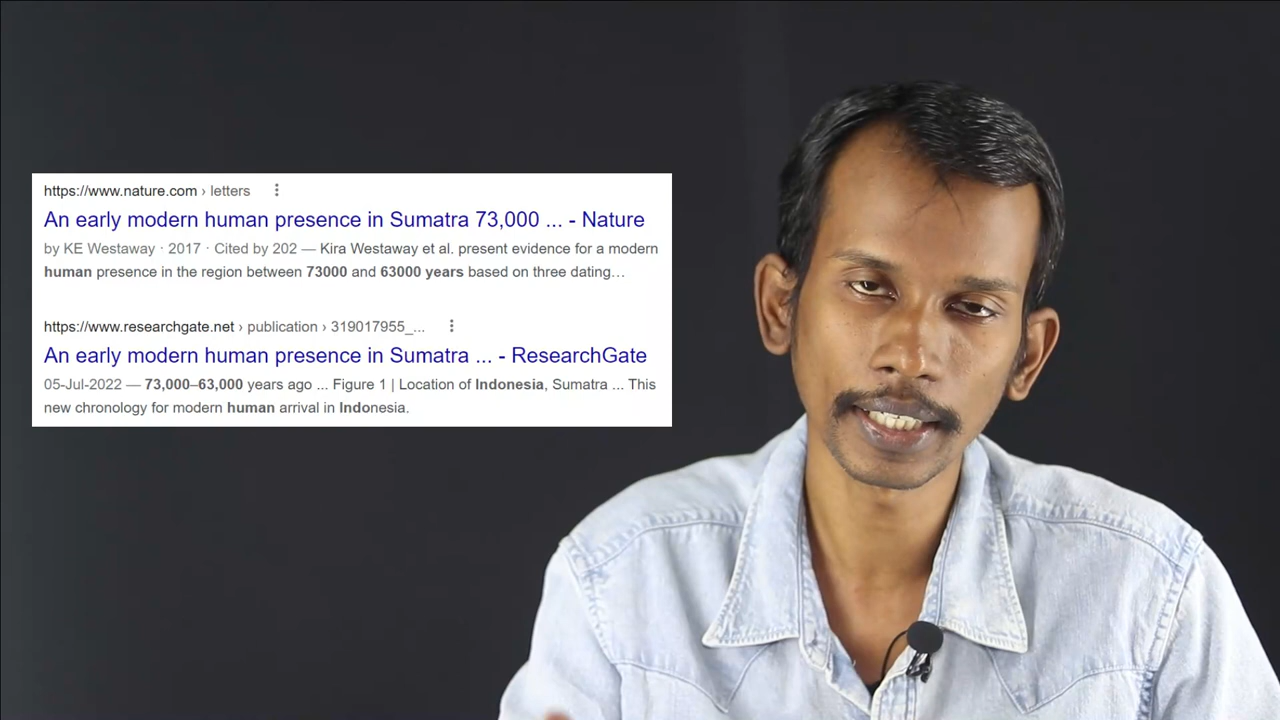 https://www.nature.com › letters
An early modern human presence in Sumatra 73,000 ... - Nature
by KE Westaway · 2017 · Cited by 202 — Kira Westaway et al. present evidence for a modern
human presence in the region between 73000 and 63000 years based on three dating…
https://www.researchgate.net › publication › 319017955_...
An early modern human presence in Sumatra ... - ResearchGate
05-Jul-2022 — 73,000–63,000 years ago ... Figure 1 | Location of Indonesia, Sumatra ... This
new chronology for modern human arrival in Indonesia.